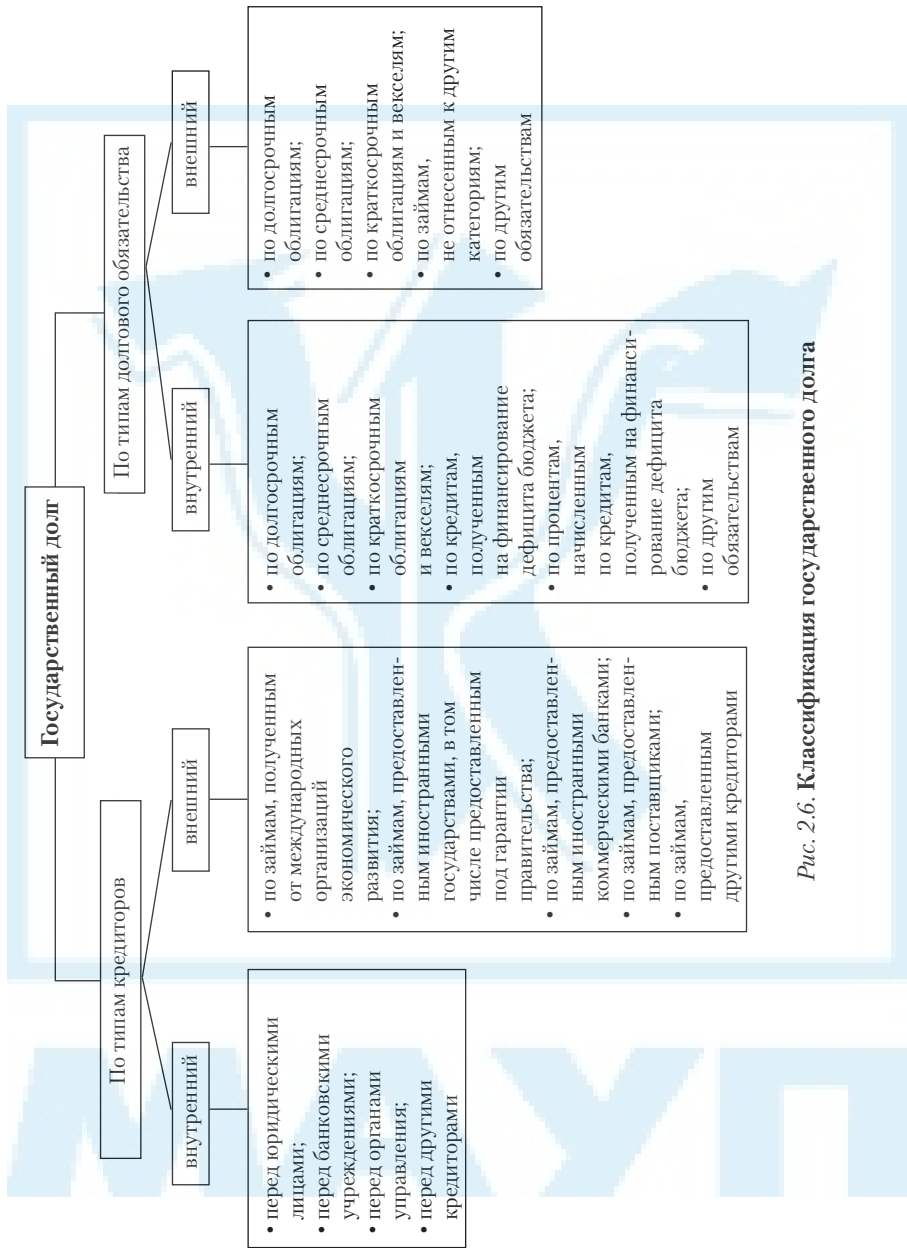 Государственный долг
По типам кредиторов
внутренний
• перед юридическими
лицами;
• перед банковскими
учреждениями;
• перед органами
управления;
• перед другими
кредиторами
внешний
• по займам, полученным
от международных
организаций
экономического
развития;
• по займам, предоставлен-
ным иностранными
государствами, в том
числе предоставленным
под гарантии
правительства;
• по займам, предоставлен-
ным иностранными
коммерческими банками;
• по займам, предоставлен-
ным поставщиками;
• по займам,
предоставленным
другими кредиторами
По типам долгового обязательства
внутренний
• по долгосрочным
облигациям;
• по среднесрочным
облигациям;
• по краткосрочным
облигациям
и векселям;
• по кредитам,
полученным
на финансирование
дефицита бюджета;
• по процентам,
начисленным
по кредитам,
полученным на финанси-
рование дефицита
бюджета;
• по другим
обязательствам
внешний
• по долгосрочным
облигациям;
• по среднесрочным
облигациям;
• по краткосрочным
облигациям и векселям;
• по займам,
не отнесенным к другим
категориям;
• по другим
обязательствам
Рис. 2.6. Классификация государственного долга
МАУП